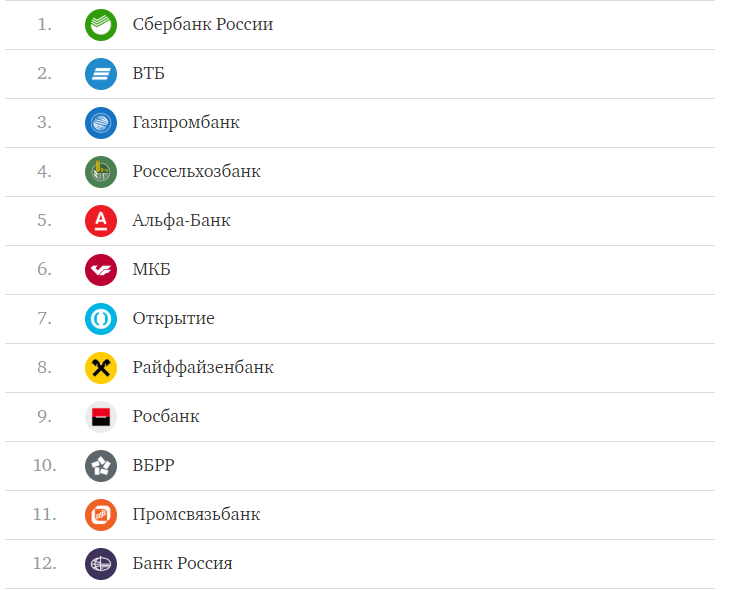 1. Сбербанк России
2. ВТБ
3. Газпромбанк
4. Россельхозбанк
5. Альфа-Банк
6. МКБ
7. Открытие
8. Райффайзенбанк
9. Росбанк
10. ВБРР
11. Промсвязьбанк
12. Банк Россия